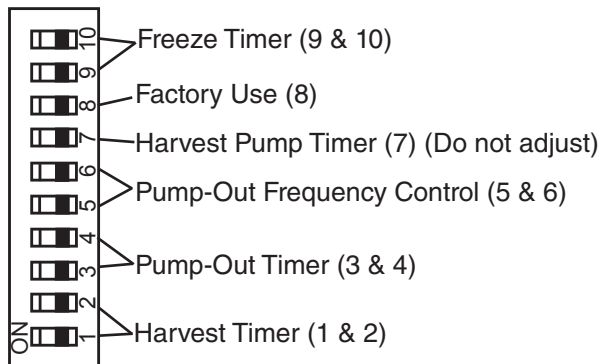 10 Freeze Timer (9 & 10)
9
8 Factory Use (8)
7 Harvest Pump Timer (7) (Do not adjust)
6
5 Pump-Out Frequency Control (5 & 6)
4
3 Pump-Out Timer (3 & 4)
2
ON 1 Harvest Timer (1 & 2)